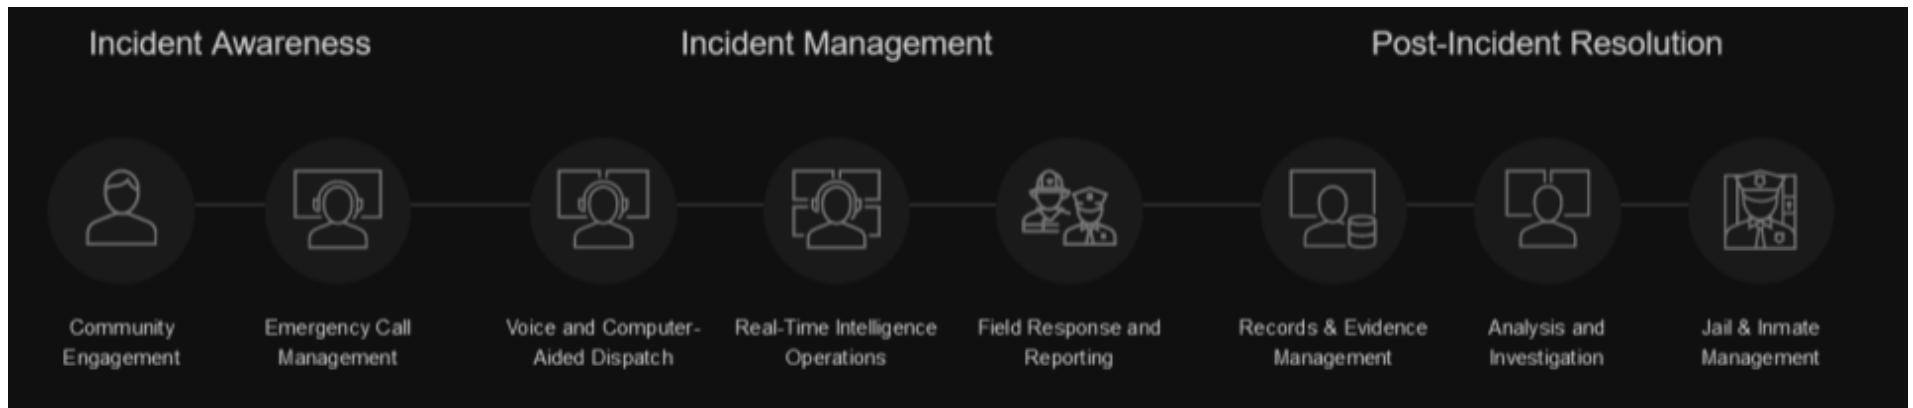 Incident Awareness
Incident Management
Post-Incident Resolution
Community
Engagement
Emergency Call
Management
Voice and Computer-
Aided Dispatch
Real-Time Intelligence
Operations
Field Response and
Reporting
Records & Evidence
Management
Analysis and
Investigation
Jail & Inmate
Management